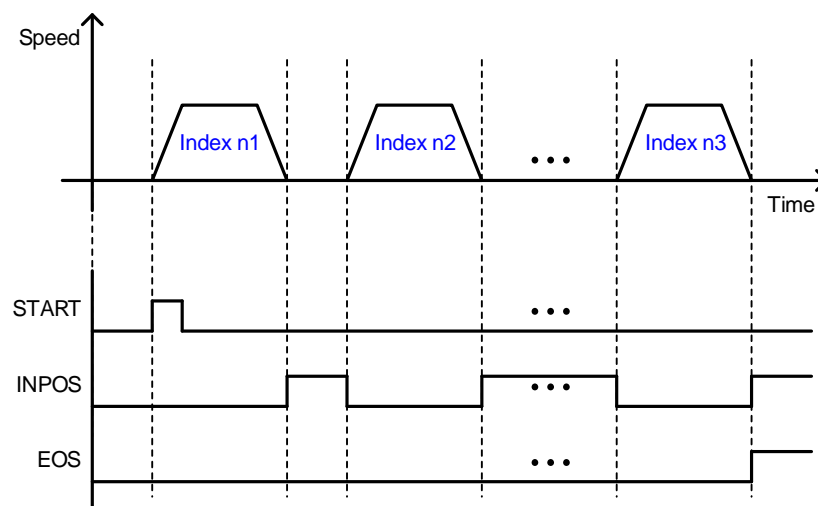 Speed
Index n1
Index n2
Index n3
Time
START
INPOS
EOS